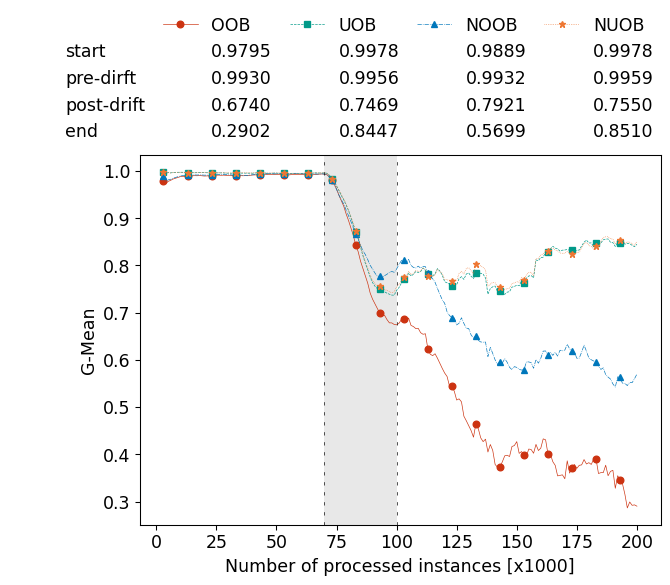 OOB UOB NOOB NUOB
start 0.9795 0.9978 0.9889 0.9978
pre-dirft 0.9930 0.9956 0.9932 0.9959
post-drift 0.6740 0.7469 0.7921 0.7550
end 0.2902 0.8447 0.5699 0.8510
1.0
0.9
0.8
0.7
0.6
0.5
0.4
0.3
G-Mean
0 25 50 75 100 125 150 175 200
Number of processed instances [x1000]